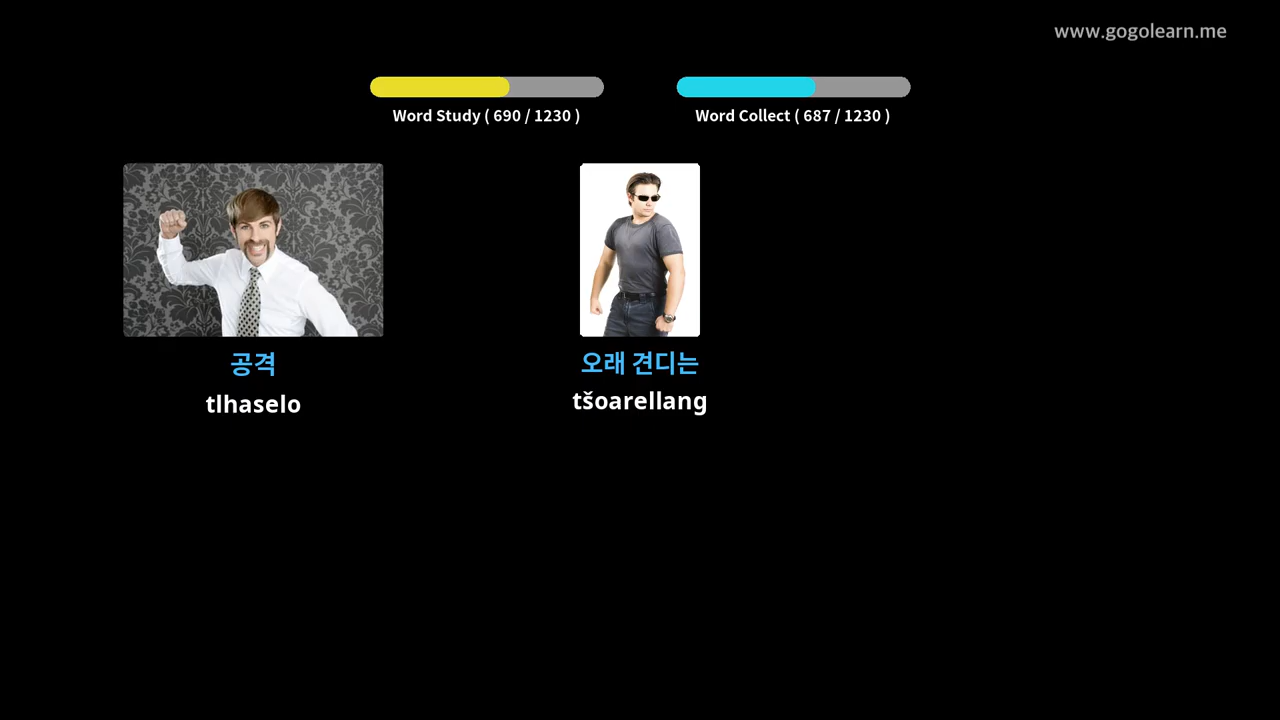 www.gogolearn.me
Word Study ( 690 / 1230 )
Word Collect ( 687 / 1230 )
공격
tlhaselo
오래 견디는
tšoarellang